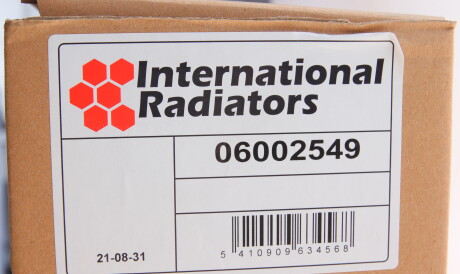 International
Radiators
06002549
21-08-31
5 410909 634568